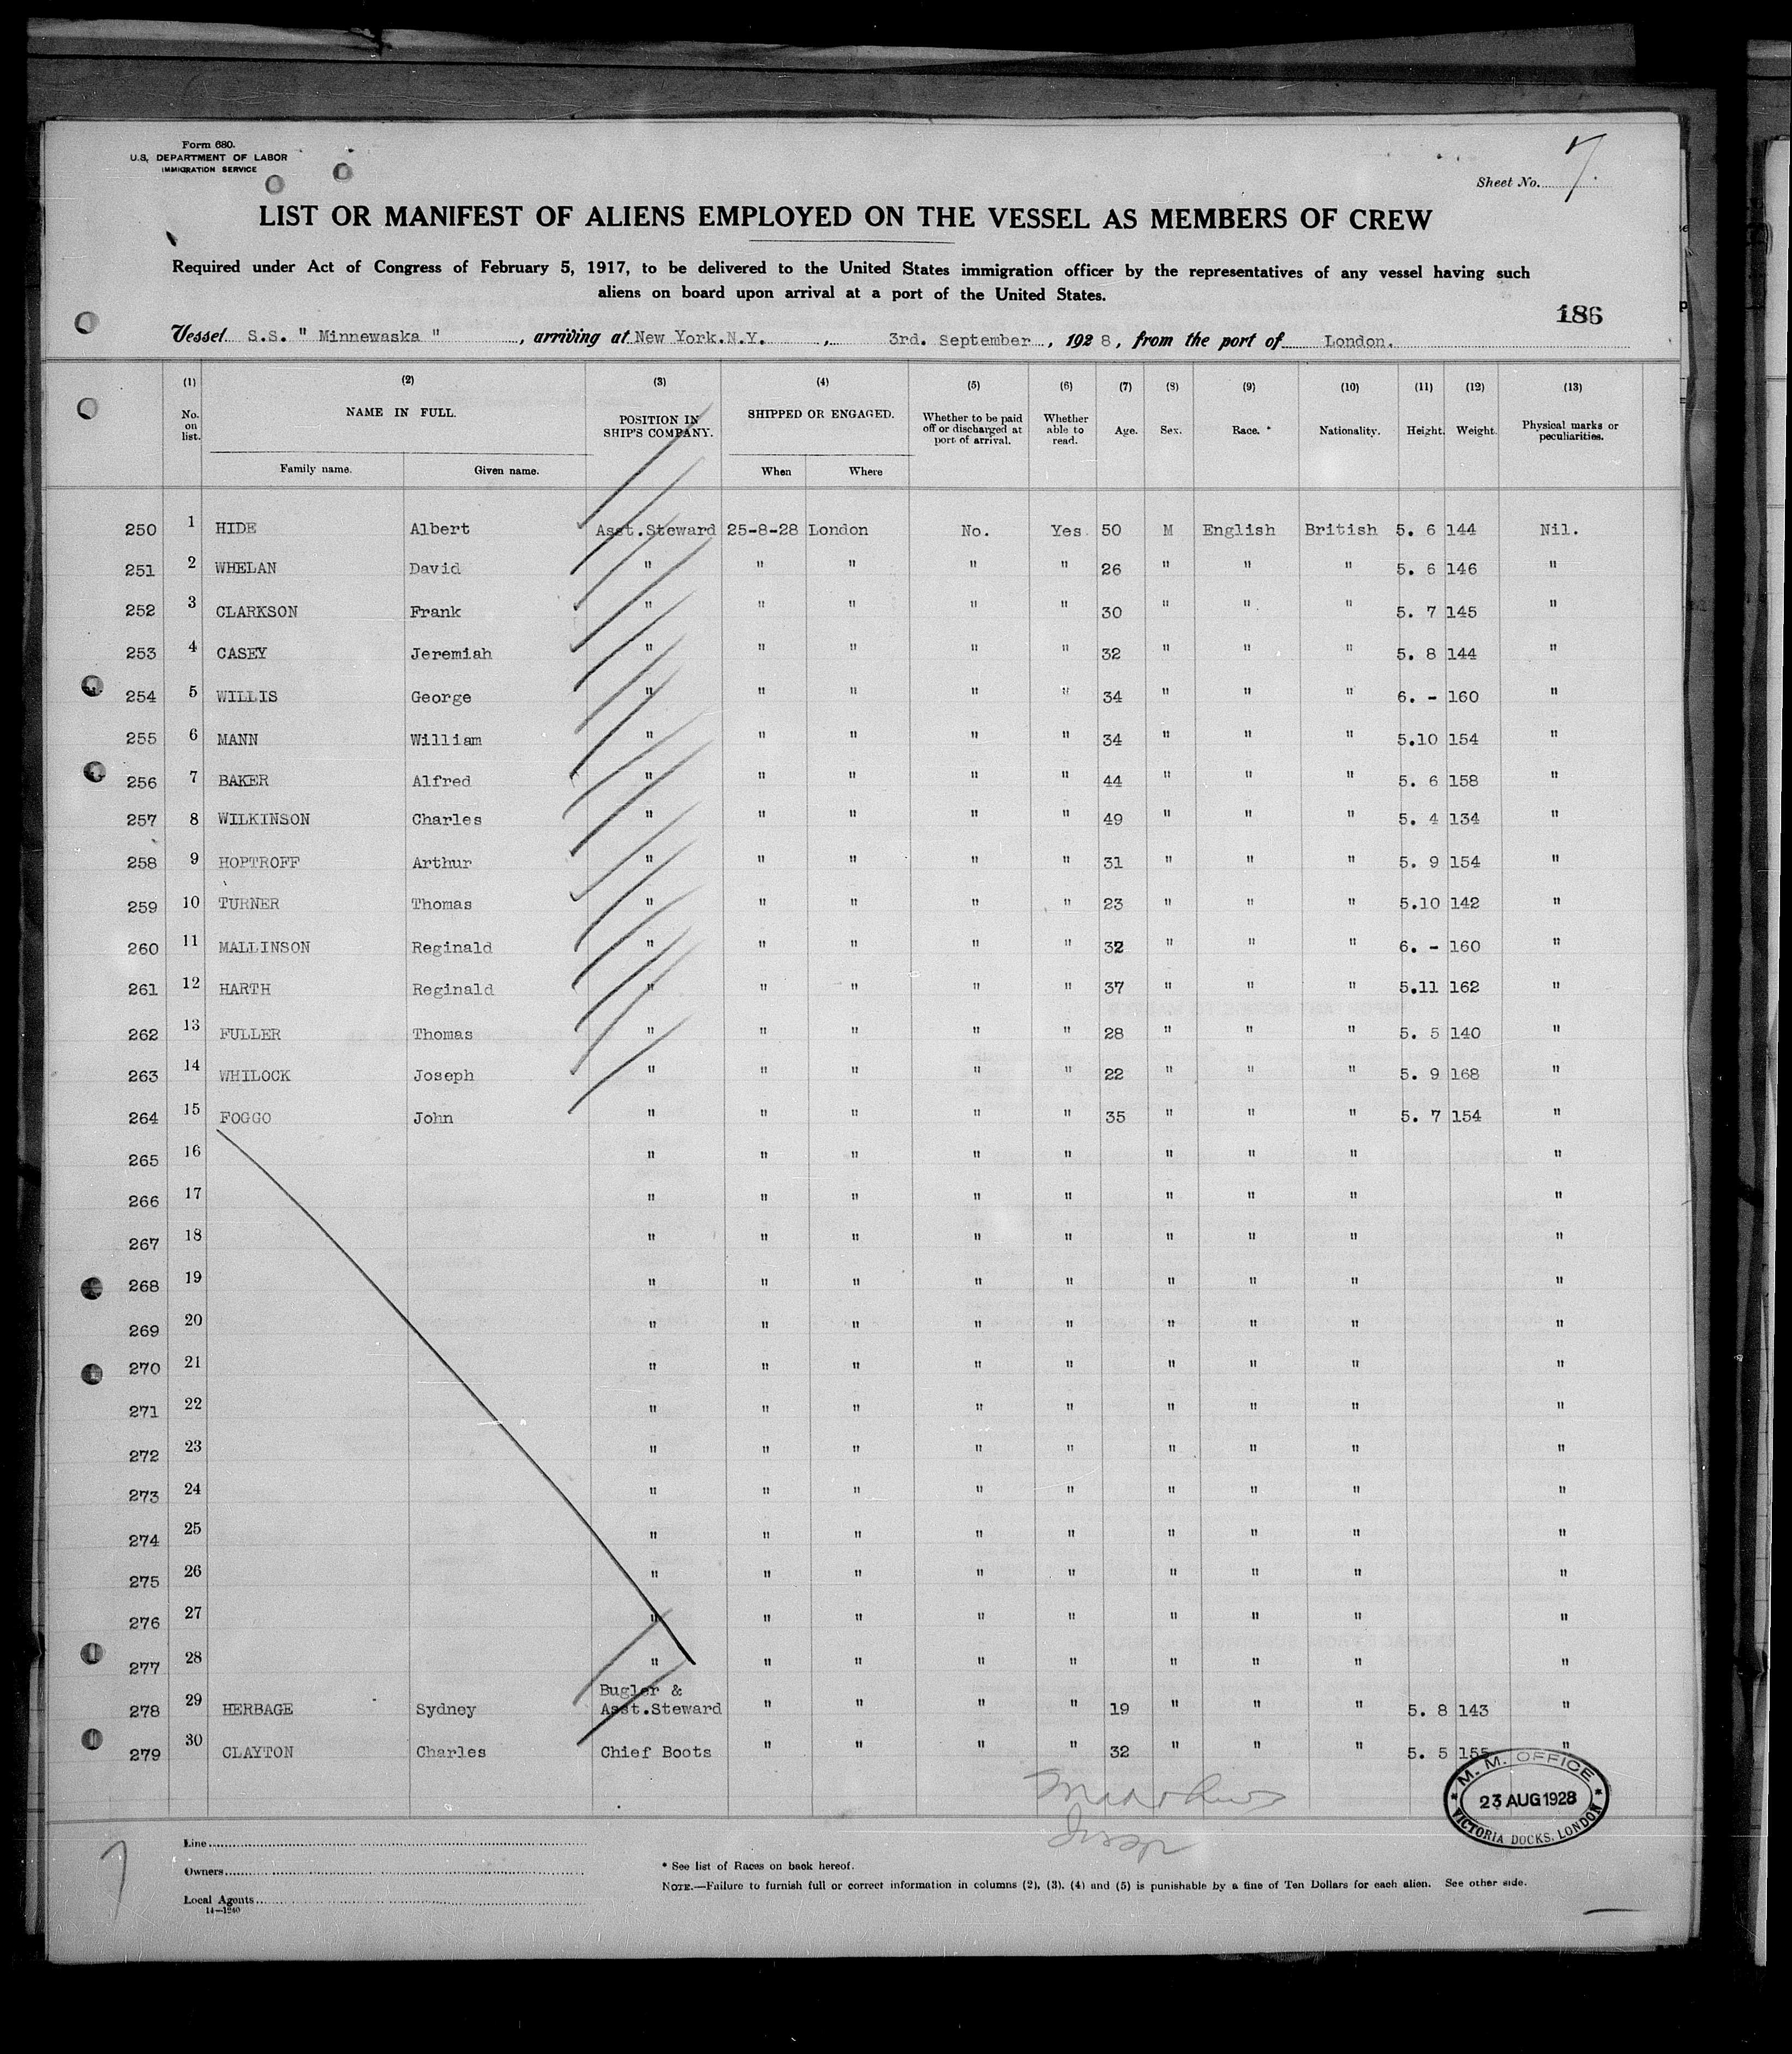 Form 680.
U.S. DEPARTMENT OF LABOR
IMMIGRATION SERVICE
Sheet No. 7.
LIST OR MANIFEST OF ALIENS EMPLOYED ON THE VESSEL AS MEMBERS OF CREW
Required under Act of Congress of February 5, 1917, to be delivered to the United States immigration officer by the representatives of any vessel having such
aliens on board upon arrival at a port of the United States.
186
Vessel S.S. " Minnewaska ", arriving at New York.N.Y., 3rd. September, 1928, from the port of London.
(1) (2) (3) (4) (5) (6) (7) (8) (9) (10) (11) (12) (13)
No. on list. NAME IN FULL. POSITION IN SHIP'S COMPANY. SHIPPED OR ENGAGED. Whether to be paid off or discharged at port of arrival. Whether able to read. Age. Sex. Race. * Nationality. Height. Weight. Physical marks or peculiarities.
Family name. Given name. When Where
250 1 HIDE Albert Asst.Steward 25-8-28 London No. Yes 50 M English British 5. 6 144 Nil.
251 2 WHELAN David " " " " " 26 " " " 5. 6 146 "
252 3 CLARKSON Frank " " " " " 30 " " " 5. 7 145 "
253 4 CASEY Jeremiah " " " " " 32 " " " 5. 8 144 "
254 5 WILLIS George " " " " " 34 " " " 6. - 160 "
255 6 MANN William " " " " " 34 " " " 5.10 154 "
256 7 BAKER Alfred " " " " " 44 " " " 5. 6 158 "
257 8 WILKINSON Charles " " " " " 49 " " " 5. 4 134 "
258 9 HOPTROFF Arthur " " " " " 31 " " " 5. 9 154 "
259 10 TURNER Thomas " " " " " 23 " " " 5.10 142 "
260 11 MALLINSON Reginald " " " " " 32 " " " 6. - 160 "
261 12 HARTH Reginald " " " " " 37 " " " 5.11 162 "
262 13 FULLER Thomas " " " " " 28 " " " 5. 5 140 "
263 14 WHILOCK Joseph " " " " " 22 " " " 5. 9 168 "
264 15 FOGGO John " " " " " 35 " " " 5. 7 154 "
265 16 " " " " " " " " "
266 17 " " " " " " " " "
267 18 " " " " " " " " "
268 19 " " " " " " " " "
269 20 " " " " " " " " "
270 21 " " " " " " " " "
271 22 " " " " " " " " "
272 23 " " " " " " " " "
273 24 " " " " " " " " "
274 25 " " " " " " " " "
275 26 " " " " " " " " "
276 27 " " " " " " " " "
277 28 " " " " " " " " "
278 29 HERBAGE Sydney Bugler & Asst.Steward " " " " 19 " " " 5. 8 143 "
279 30 CLAYTON Charles Chief Boots " " " " 32 " " " 5. 5 155 "
M. M. OFFICE
23 AUG 1928
VICTORIA DOCKS, LONDON
7
Line
Owners
Local Agents
14—1240
* See list of Races on back hereof.
NOTE.—Failure to furnish full or correct information in columns (2), (3), (4) and (5) is punishable by a fine of Ten Dollars for each alien. See other side.